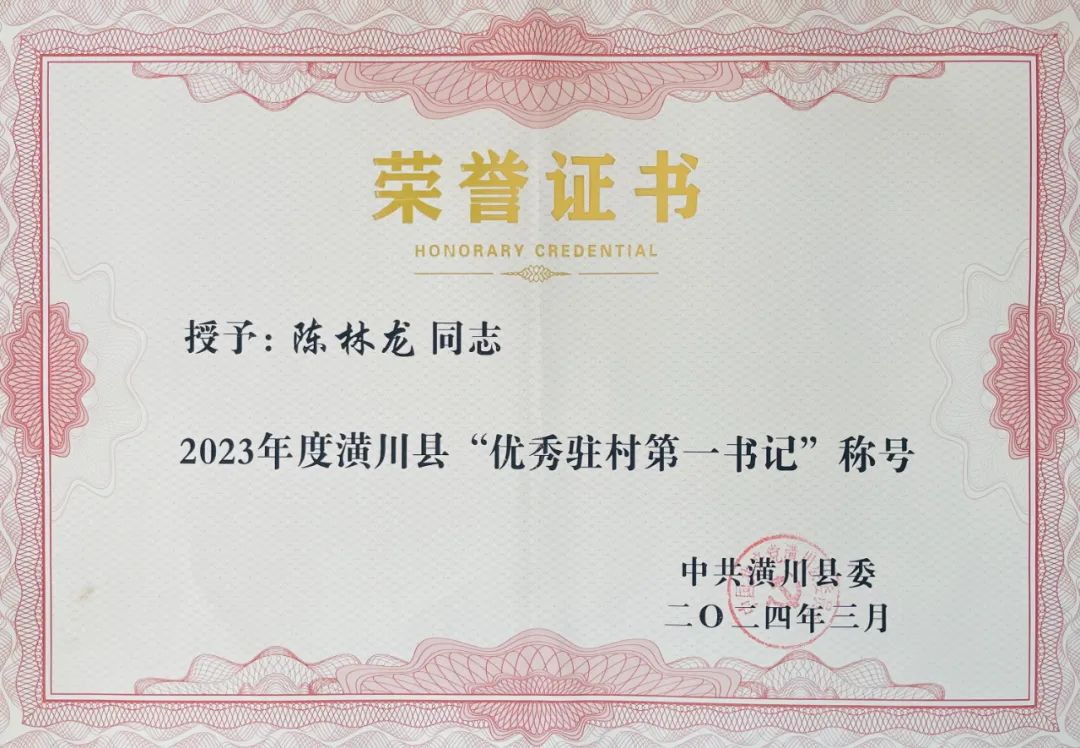 荣誉证书
HONORARY CREDENTIAL
授予：陈林龙 同志
2023年度潢川县“优秀驻村第一书记”称号
中共潢川县委
二〇二四年三月